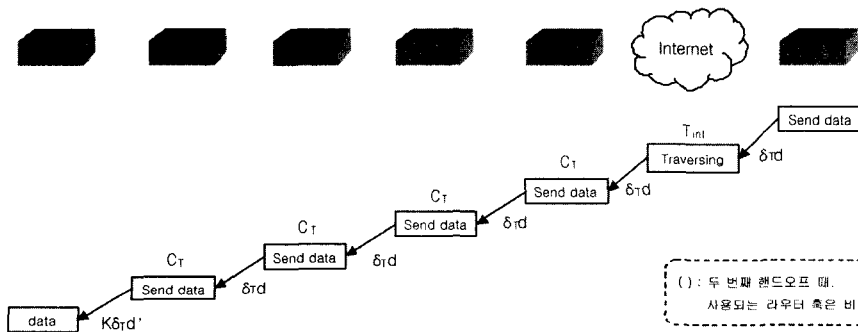 Internet
Send data
T_int
Traversing
δ_Td
C_T
Send data
δ_Td
C_T
Send data
δ_Td
C_T
Send data
δ_Td
C_T
Send data
δ_Td
data
Kδ_Td'
( ) : 두 번째 핸드오프 때.
사용되는 라우터 혹은 비